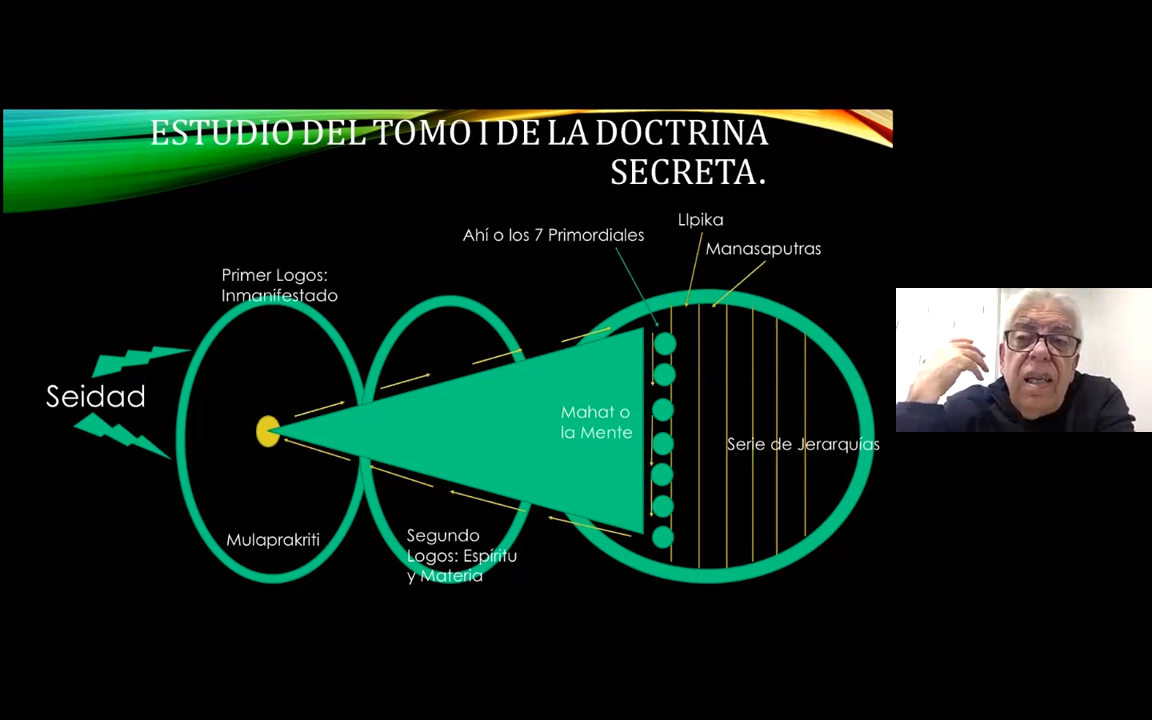 ESTUDIO DEL TOMO I DE LA DOCTRINA
SECRETA.
LIpika
Ahí o los 7 Primordiales
Manasaputras
Primer Logos:
Inmanifestado
Seidad
Mahat o
la Mente
Serie de Jerarquías
Mulaprakriti
Segundo
Logos: Espíritu
y Materia